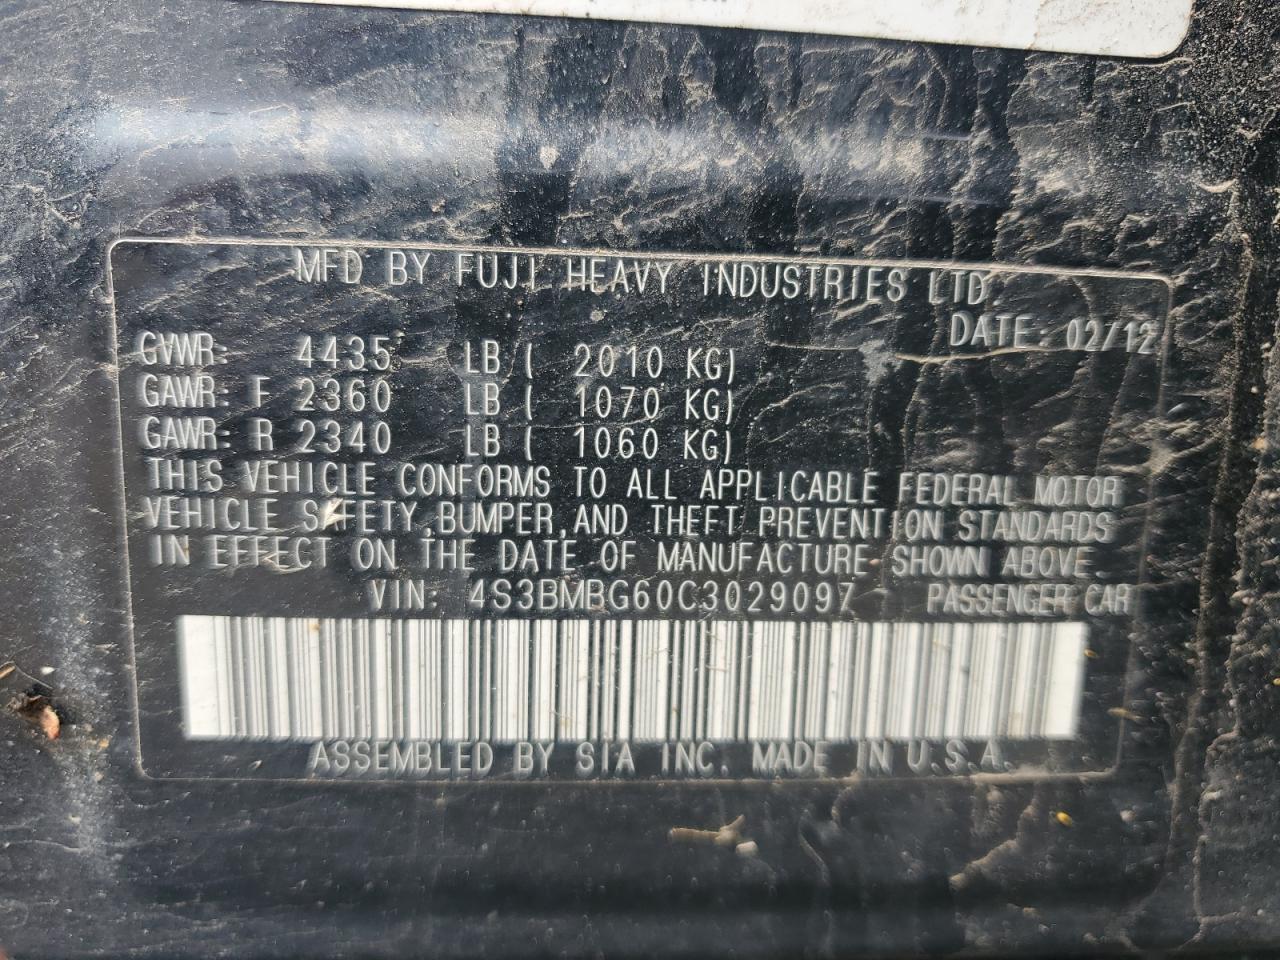 MFD BY FUJI HEAVY INDUSTRIES LTD.
DATE: 02/12
GVWR: 4435 LB ( 2010 KG)
GAWR: F 2360 LB ( 1070 KG)
GAWR: R 2340 LB ( 1060 KG)
THIS VEHICLE CONFORMS TO ALL APPLICABLE FEDERAL MOTOR
VEHICLE SAFETY,BUMPER,AND THEFT PREVENTION STANDARDS
IN EFFECT ON THE DATE OF MANUFACTURE SHOWN ABOVE.
VIN: 4S3BMBG60C3029097 PASSENGER CAR
ASSEMBLED BY SIA INC. MADE IN U.S.A.